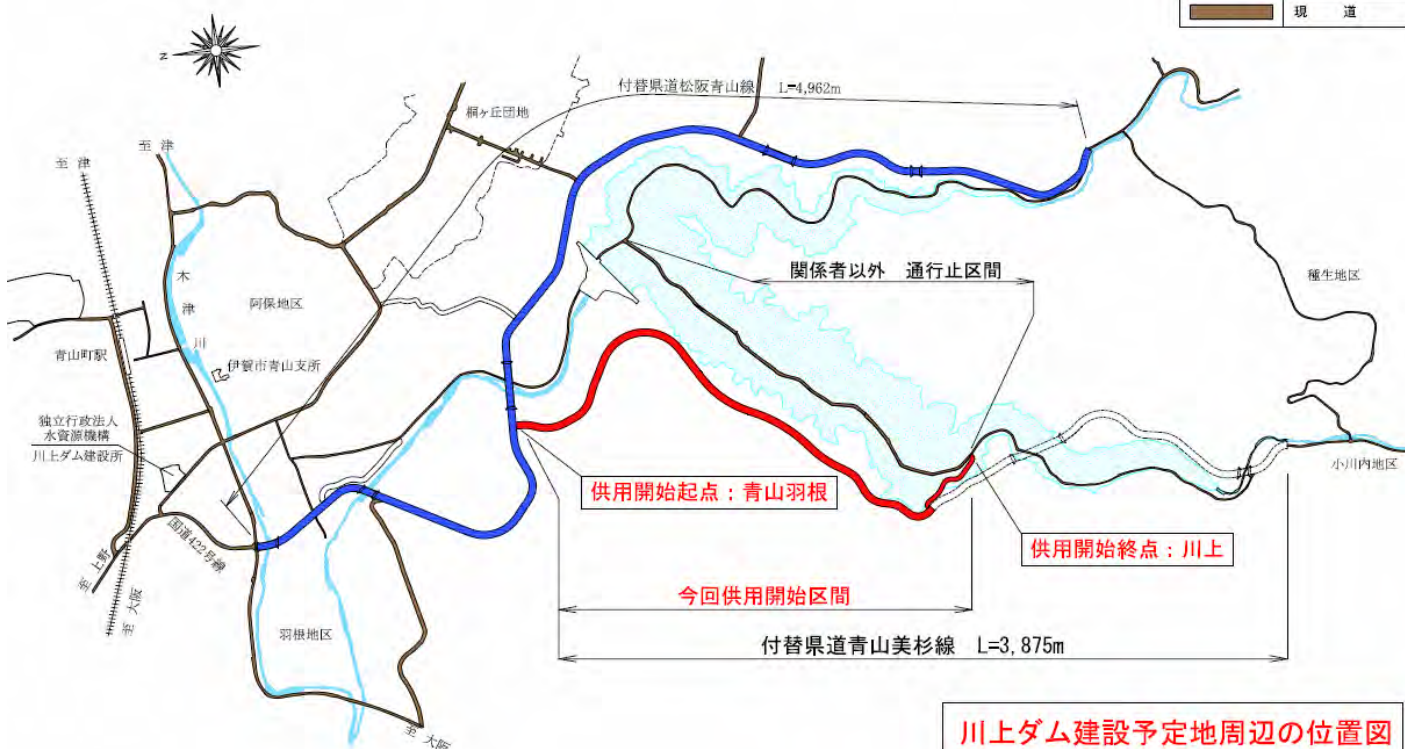 現 道
N
付替県道松阪青山線 L=4,962m
桐ヶ丘団地
至 津
至 津
関係者以外 通行止区間
種生地区
木津川
阿保地区
青山町駅
伊賀市青山支所
独立行政法人
水資源機構
川上ダム建設所
小川内地区
供用開始起点：青山羽根
国道422号線
供用開始終点：川上
至 上野
至 大阪
今回供用開始区間
羽根地区
付替県道青山美杉線 L=3,875m
至 大阪
川上ダム建設予定地周辺の位置図